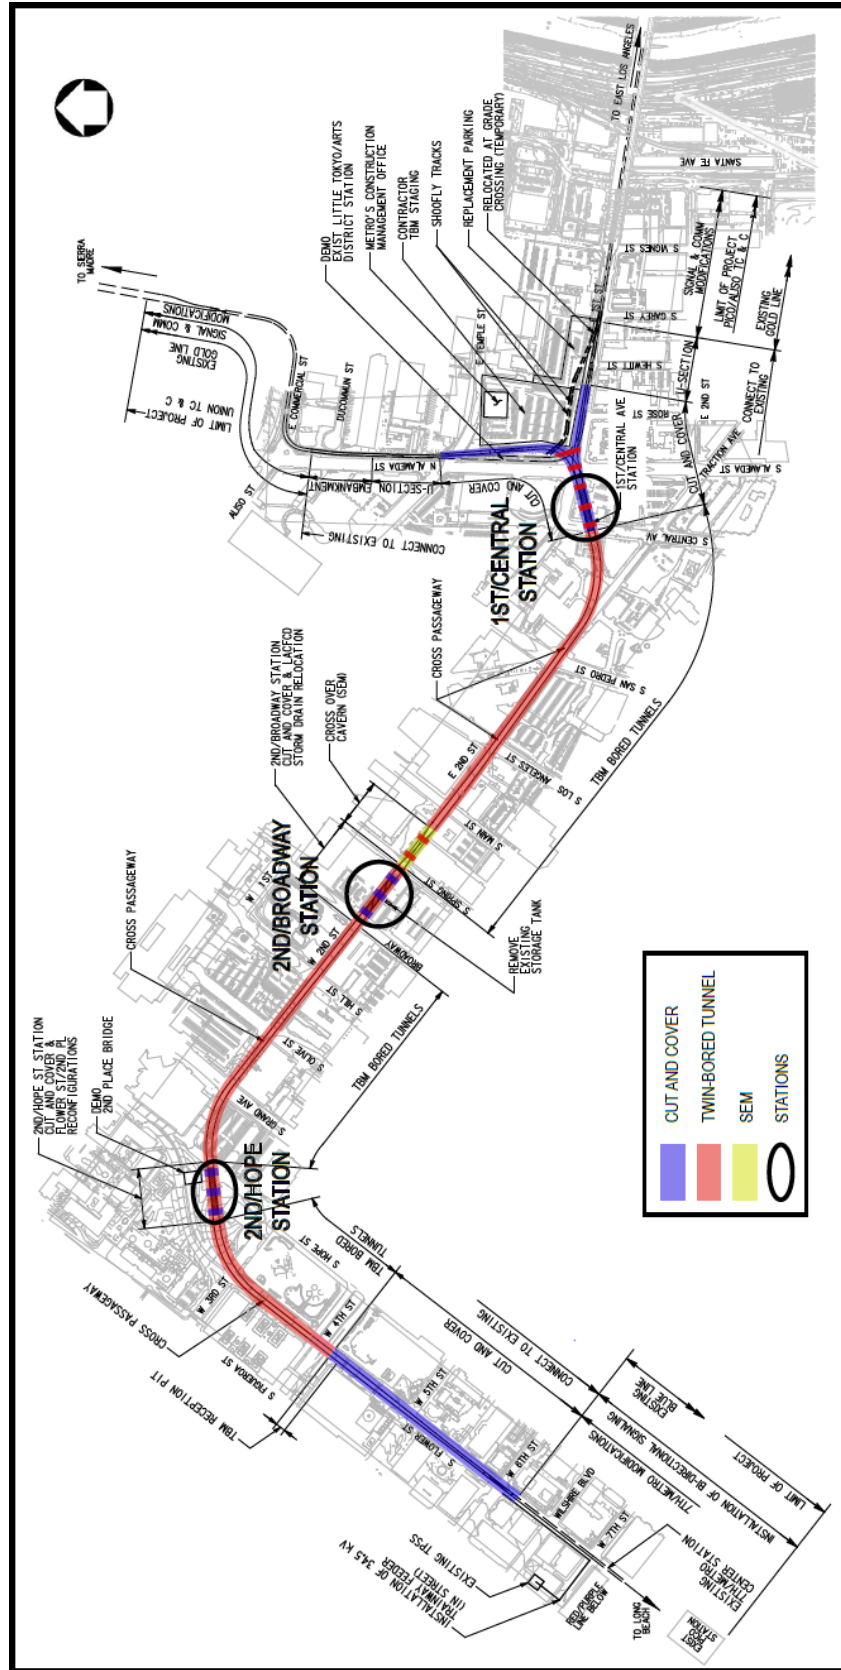 TO EAST LOS ANGELES
SANTA FE AVE
RELOCATED AT GRADE
CROSSING (TEMPORARY)
REPLACEMENT PARKING
SHOOFLY TRACKS
CONTRACTOR
TBM STAGING
METRO'S CONSTRUCTION
MANAGEMENT OFFICE
DEMO
EXIST LITTLE TOKYO/ARTS
DISTRICT STATION
TO SIERRA
MADRE
EXISTING
GOLD LINE
SIGNAL & COMM
MODIFICATIONS
LIMIT OF PROJECT
UNION TC & C
E COMMERCIAL ST
DUCOMMUN ST
E TEMPLE ST
N ALAMEDA ST
ALISO ST
U-SECTION
EMBANKMENT
CUT AND COVER
CONNECT TO EXISTING
S VIGNES ST
SIGNAL & COMM
MODIFICATIONS
LIMIT OF PROJECT
PICO/ALISO TC & C
EXISTING
GOLD LINE
S GAREY ST
S HEWITT ST
ROSE ST
U-SECTION
E 2ND ST
CONNECT TO
EXISTING
TRACTION AVE
S ALAMEDA ST
CUT AND COVER
1ST/CENTRAL AVE
STATION
S CENTRAL AV
1ST/CENTRAL
STATION
CROSS PASSAGEWAY
S SAN PEDRO ST
TBM BORED TUNNELS
S LOS ANGELES ST
E 2ND ST
S MAIN ST
2ND/BROADWAY STATION
CUT AND COVER & LACFCD
STORM DRAIN RELOCATION
CROSS OVER
CAVERN (SEM)
2ND/BROADWAY
STATION
S SPRING ST
REMOVE
EXISTING
STORAGE TANK
BROADWAY
W 1ST
W 2ND ST
S HILL ST
CROSS PASSAGEWAY
S OLIVE ST
TBM BORED TUNNELS
S GRAND AVE
2ND/HOPE ST STATION
CUT AND COVER &
FLOWER ST/2ND PL
RECONFIGURATIONS
DEMO
2ND PLACE BRIDGE
2ND/HOPE
STATION
S HOPE ST
TBM BORED
TUNNELS
W 3RD ST
CROSS PASSAGEWAY
W 4TH ST
S FIGUEROA ST
TBM RECEPTION PIT
CUT AND COVER
CONNECT TO EXISTING
W 5TH ST
S FLOWER ST
W 6TH ST
WILSHIRE BLVD
W 7TH ST
EXISTING
BLUE LINE
7TH/METRO MODIFICATIONS
INSTALLATION OF BI-DIRECTIONAL SIGNALING
LIMIT OF PROJECT
INSTALLATION OF 34.5 KV
TRAINWAY FEEDER
(IN STREET)
EXISTING TPSS
RED/PURPLE
LINE BELOW
TO LONG
BEACH
EXISTING
7TH/METRO
CENTER STATION
EXIST
PICO
STATION
CUT AND COVER
TWIN-BORED TUNNEL
SEM
STATIONS